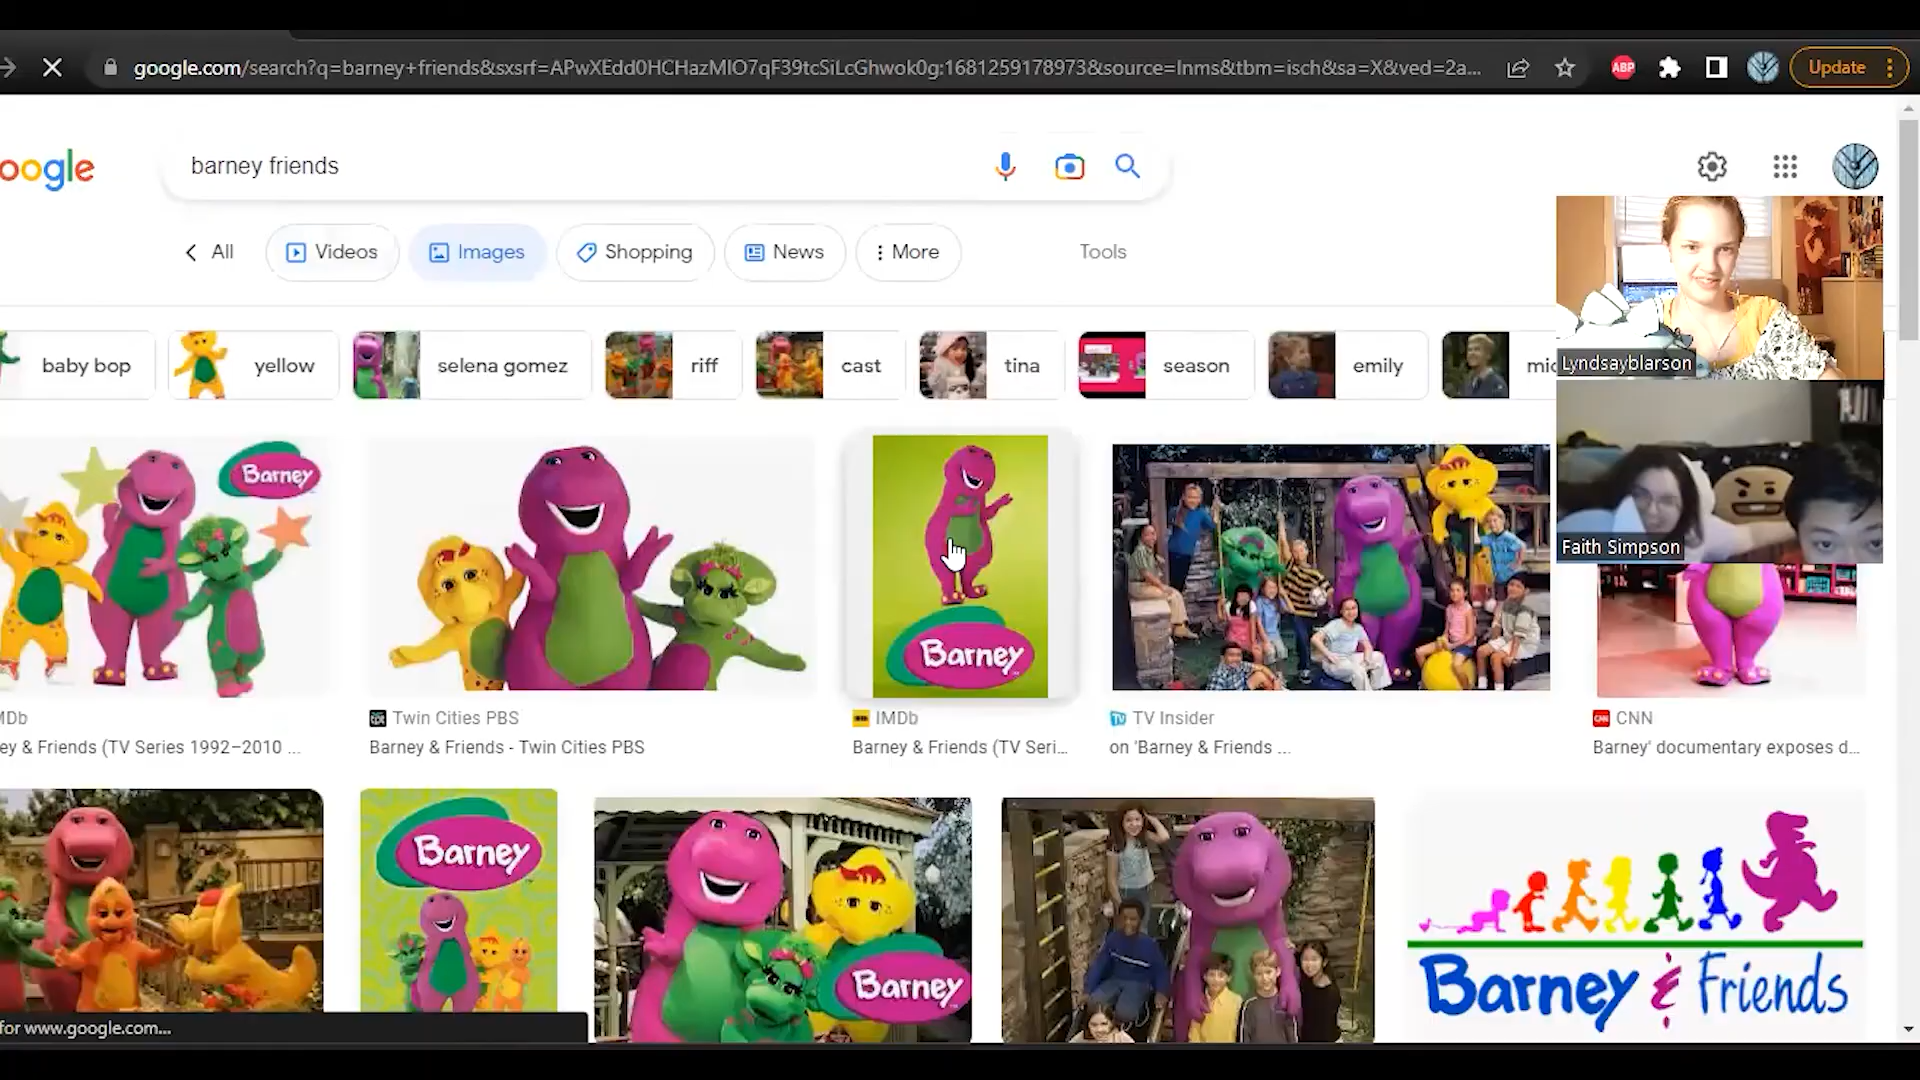 google.com/search?q=barney+friends&sxsrf=APwXEdd0HCHazMlO7qF39tcSiLcGhwok0g:1681259178973&source=lnms&tbm=isch&sa=X&ved=2a...
ABP
Update
oogle
barney friends
All
Videos
Images
Shopping
News
More
Tools
baby bop
yellow
selena gomez
riff
cast
tina
season
emily
mic
Lyndsayblarson
Faith Simpson
Barney
Barney
MDb
ey & Friends (TV Series 1992–2010 ...
Twin Cities PBS
Barney & Friends - Twin Cities PBS
IMDb
Barney & Friends (TV Seri...
TV Insider
on 'Barney & Friends ...
CNN
Barney' documentary exposes d...
Barney
Barney
Barney & Friends
for www.google.com...